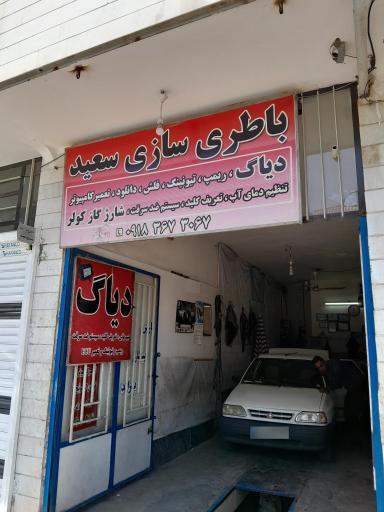 باطری سازی سعید
دیاگ ، ریمپ ، تیونینگ ، فلش ، دانلود ، تعمیر کامپیوتر
تنظیم دمای آب ، تعریف کلید ، سیستم ضد سرقت ، شارژ گاز کولر
۰۹۱۸ ۳۶۷ ۳۰۶۷
دیاگ